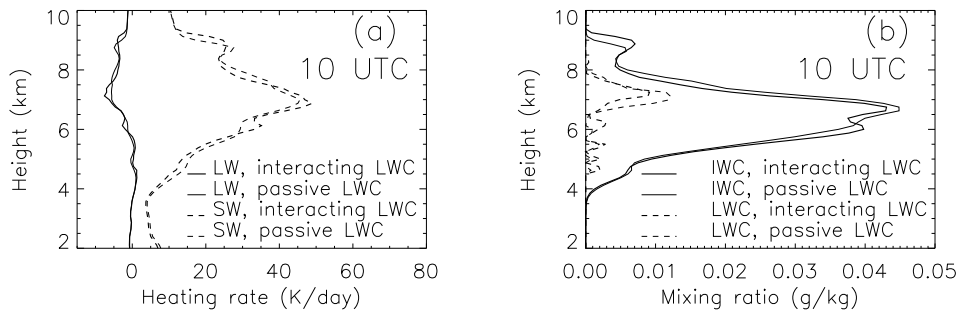 10
8
6
4
2
Height (km)
(a)
10 UTC
LW, interacting LWC
LW, passive LWC
SW, interacting LWC
SW, passive LWC
0 20 40 60 80
Heating rate (K/day)
10
8
6
4
2
Height (km)
(b)
10 UTC
IWC, interacting LWC
IWC, passive LWC
LWC, interacting LWC
LWC, passive LWC
0.00 0.01 0.02 0.03 0.04 0.05
Mixing ratio (g/kg)